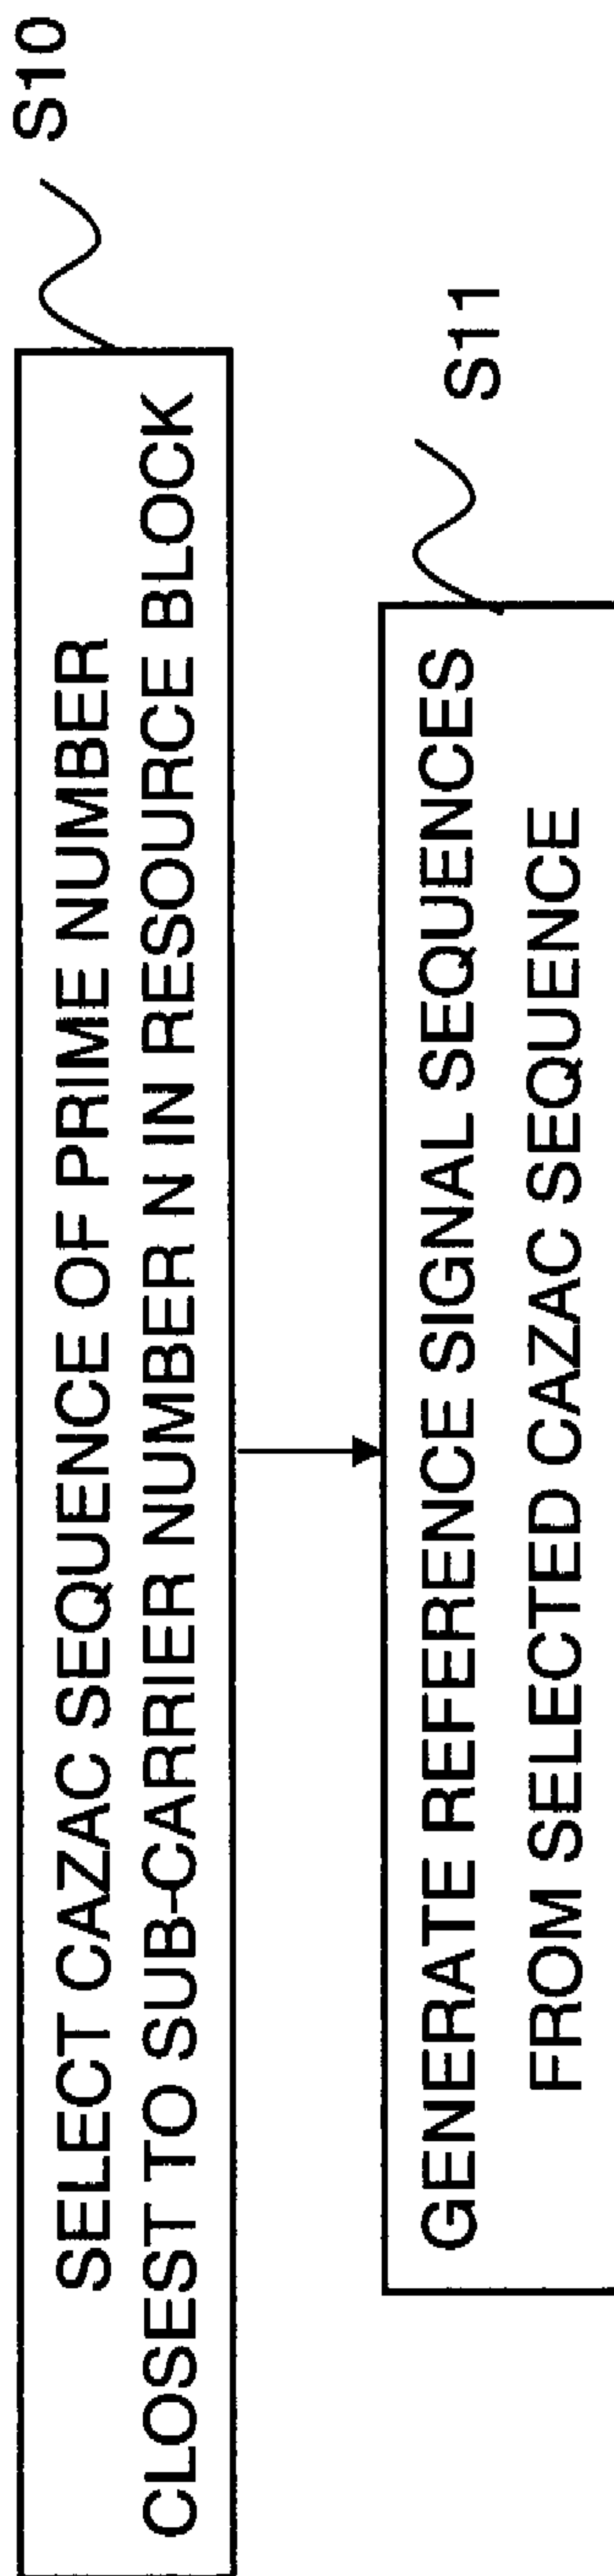 SELECT CAZAC SEQUENCE OF PRIME NUMBER
CLOSEST TO SUB-CARRIER NUMBER N IN RESOURCE BLOCK
S10
GENERATE REFERENCE SIGNAL SEQUENCES
FROM SELECTED CAZAC SEQUENCE
S11